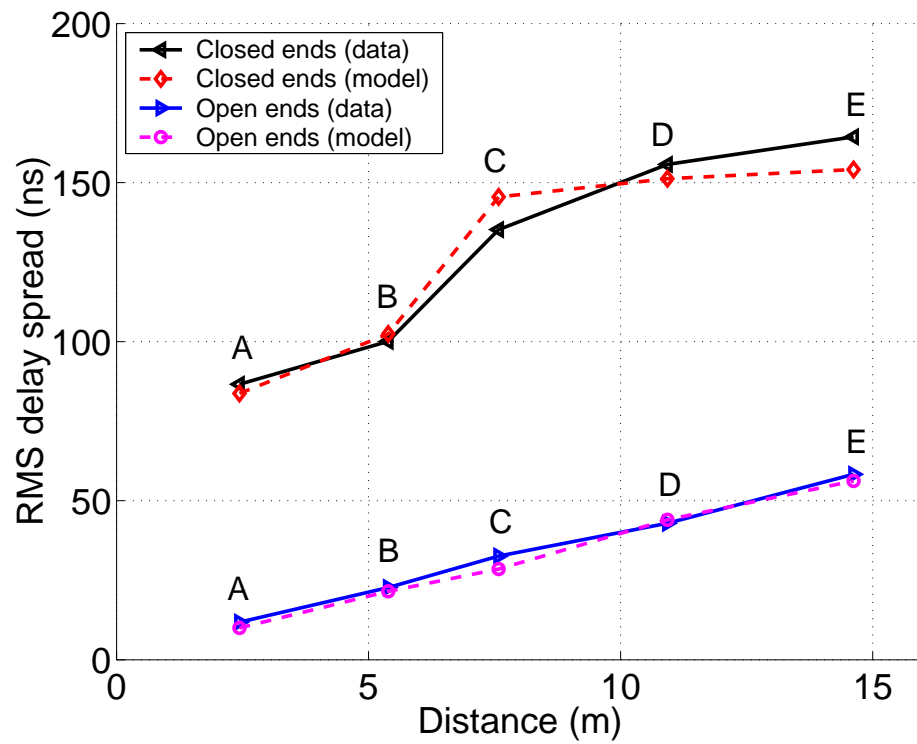 200
150
100
50
0
RMS delay spread (ns)
Closed ends (data)
Closed ends (model)
Open ends (data)
Open ends (model)
A
B
C
D
E
A
B
C
D
E
0
5
10
15
Distance (m)